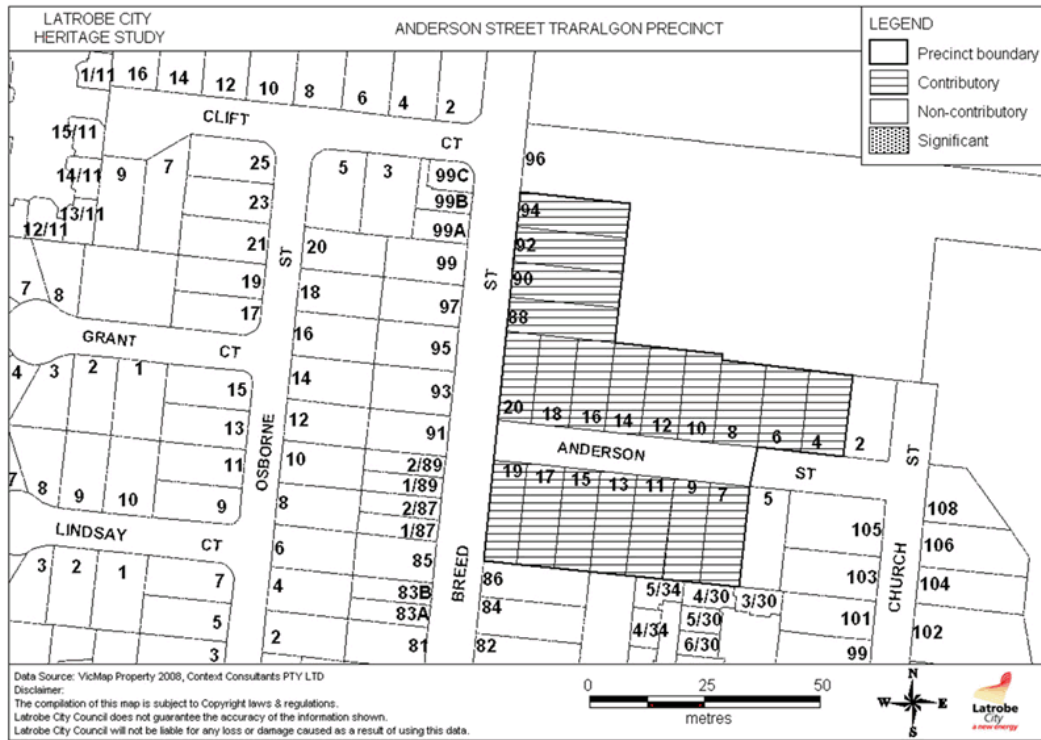 LATROBE CITY
HERITAGE STUDY
ANDERSON STREET TRARALGON PRECINCT
LEGEND
Precinct boundary
Contributory
Non-contributory
Significant
1/11 16 14 12 10 8 6 4 2
CLIFT CT
15/11
14/11
13/11
12/11
9 7 25
23
21
19
17
5 3 99C
99B
99A
96
94
92
90
88
20 99
18 97
16 95
14 93
12 91
10 2/89
1/89
8 2/87
1/87
6 85
4 83B
83A
2 81
ST
ST
7 8
GRANT CT
4 3 2 1 15
13
11
9
7 8 9 10
OSBORNE
LINDSAY CT
3 2 1 7
5
3
BREED
20 18 16 14 12 10 8 6 4 2
ANDERSON ST
19 17 15 13 11 9 7 5
ST
CHURCH
86
84
82
5/34 4/30 3/30
4/34 5/30
6/30
105
103
101
99
108
106
104
102
Data Source: VicMap Property 2008, Context Consultants PTY LTD
Disclaimer:
The compilation of this map is subject to Copyright laws & regulations.
Latrobe City Council does not guarantee the accuracy of the information shown.
Latrobe City Council will not be liable for any loss or damage caused as a result of using this data.
0 25 50
metres
N
W E
S
Latrobe
City
a new energy